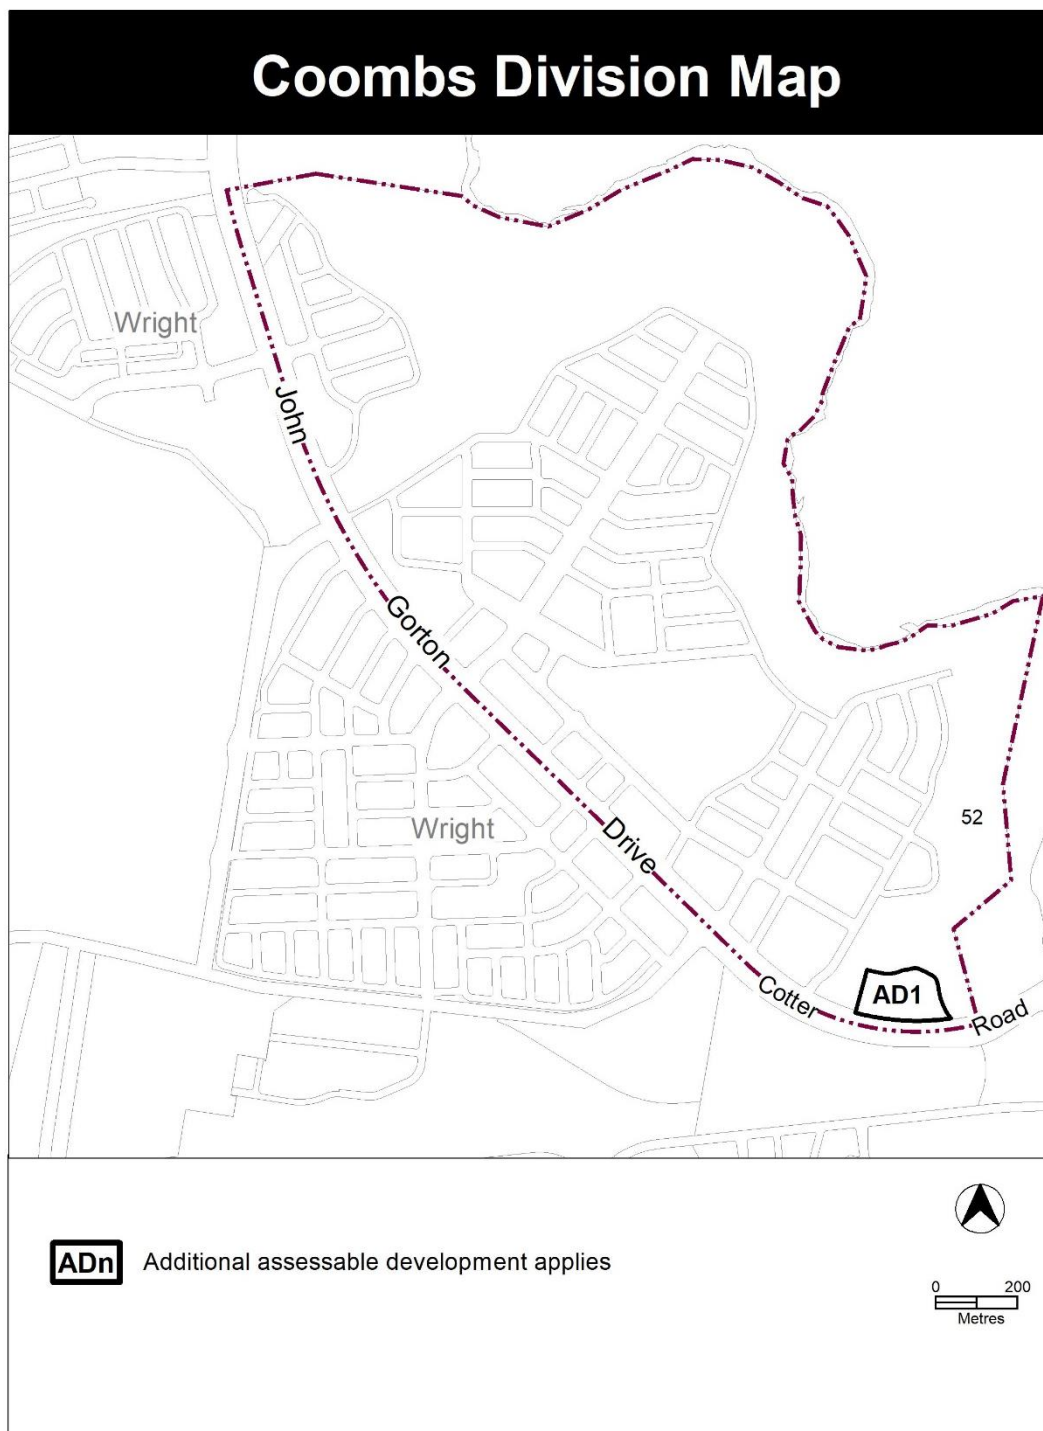 Coombs Division Map
Wright
John
Gorton
Wright
Drive
52
Cotter
AD1
Road
ADn Additional assessable development applies
0 200
Metres